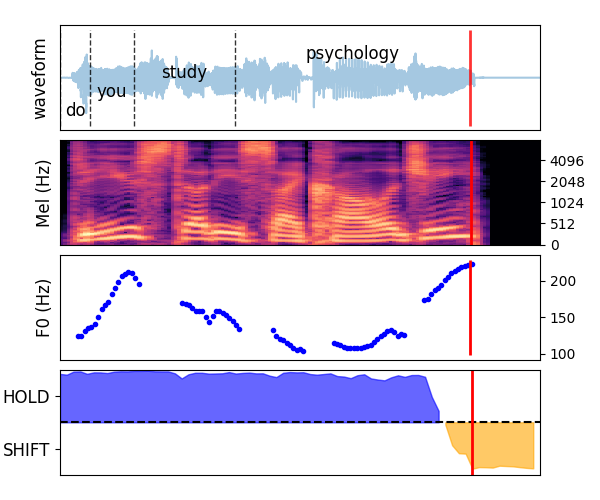 waveform
do
you
study
psychology
Mel (Hz)
4096
2048
1024
512
0
F0 (Hz)
200
150
100
HOLD
SHIFT